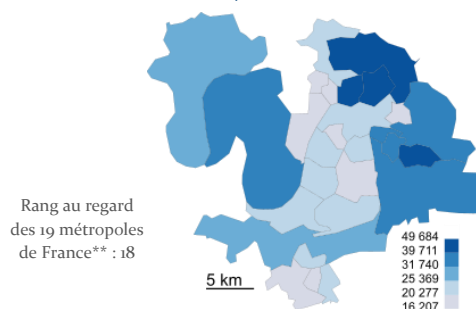 Rang au regard
des 19 métropoles
de France** : 18
5 km
49 684
39 711
31 740
25 369
20 277
16 207